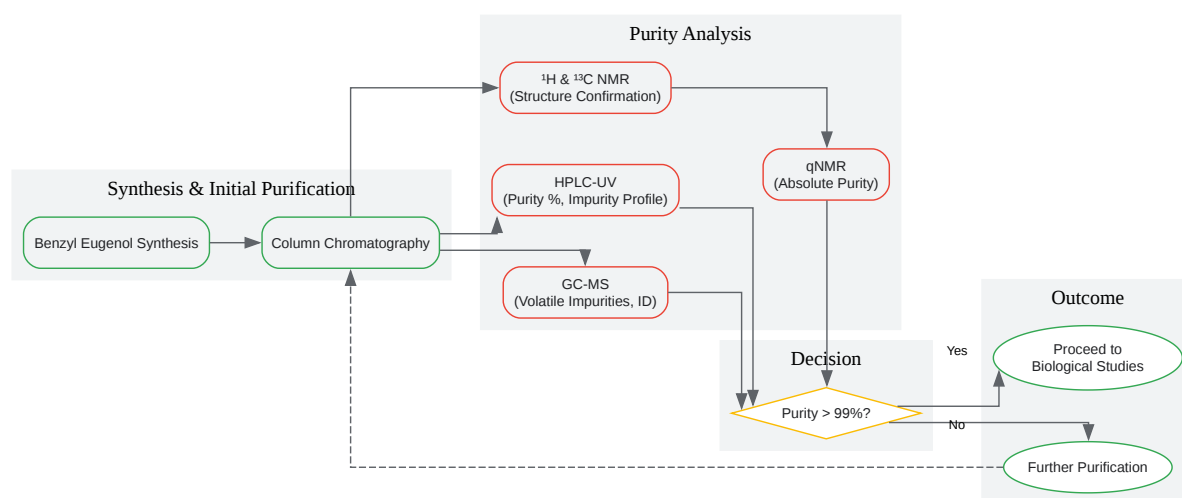 Purity Analysis
¹H & ¹³C NMR
(Structure Confirmation)
qNMR
(Absolute Purity)
HPLC-UV
(Purity %, Impurity Profile)
GC-MS
(Volatile Impurities, ID)
Synthesis & Initial Purification
Benzyl Eugenol Synthesis
Column Chromatography
Decision
Purity > 99%?
Yes
No
Outcome
Proceed to
Biological Studies
Further Purification